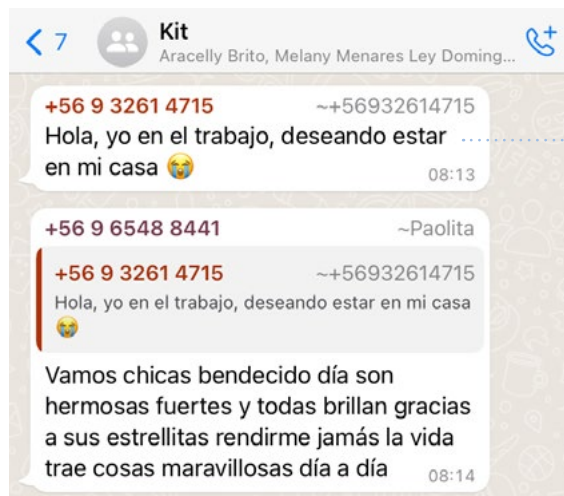 7
Kit
Aracelly Brito, Melany Menares Ley Doming...
+56 9 3261 4715 ~+56932614715
Hola, yo en el trabajo, deseando estar
en mi casa 😭
08:13
+56 9 6548 8441 ~Paolita
+56 9 3261 4715 ~+56932614715
Hola, yo en el trabajo, deseando estar en mi casa
😭
Vamos chicas bendecido día son
hermosas fuertes y todas brillan gracias
a sus estrellitas rendirme jamás la vida
trae cosas maravillosas día a día
08:14